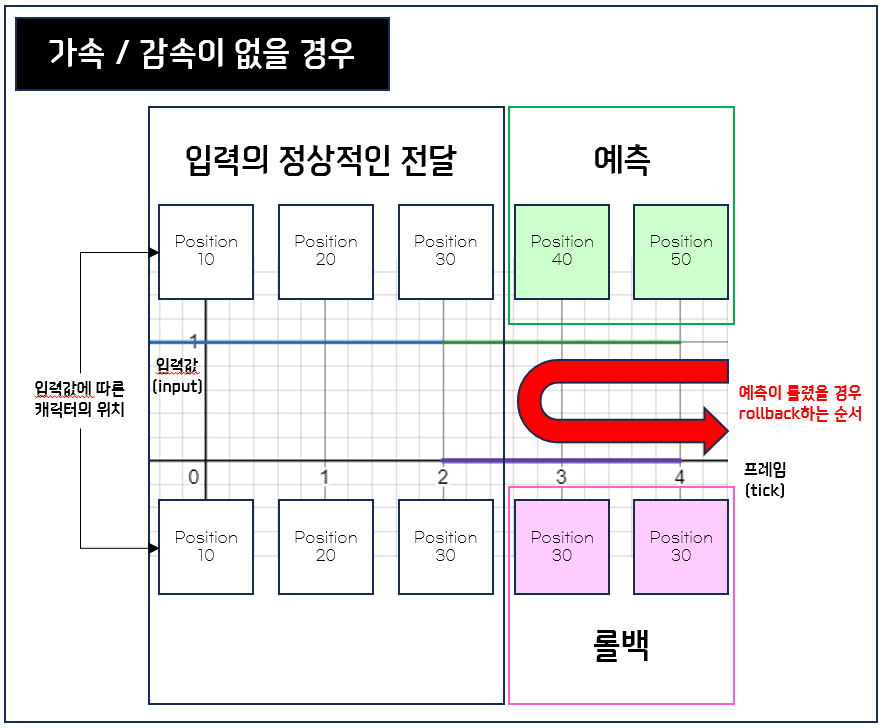 가속 / 감속이 없을 경우
입력의 정상적인 전달
예측
Position
10
Position
20
Position
30
Position
40
Position
50
1
입력값
(input)
입력값에 따른
캐릭터의 위치
예측이 틀렸을 경우
rollback하는 순서
0
1
2
3
4
프레임
(tick)
Position
10
Position
20
Position
30
Position
30
Position
30
롤백